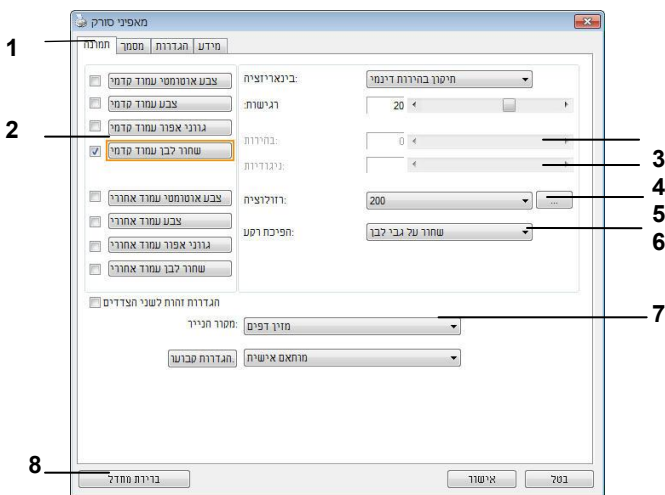 מאפיני סורק
1
תמונה מסמך הגדרות מידע
צבע אוטומטי עמוד קדמי
צבע עמוד קדמי
גווני אפור עמוד קדמי
שחור לבן עמוד קדמי
2
צבע אוטומטי עמוד אחורי
צבע עמוד אחורי
גווני אפור עמוד אחורי
שחור לבן עמוד אחורי
בינאריזציה: תיקון בהירות דינמי
רגישות: 20
בהירות: 0
3
ניגודיות:
4
רזולוציה: 200 ...
5
הפיכת רקע: שחור על גבי לבן
6
הגדרות זהות לשני הצדדים
מקור הנייר: מזין דפים
7
הגדרות קבועו. מותאם אישית
8
ברירת מחדל אישור בטל